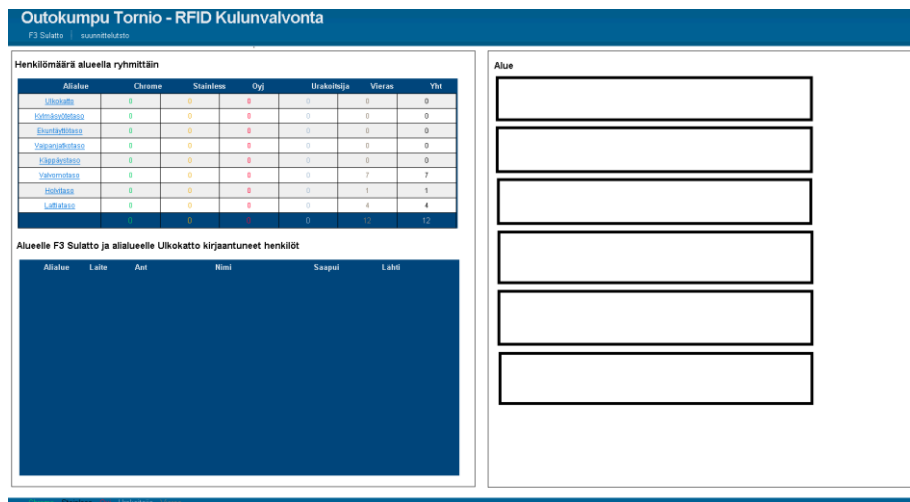 Outokumpu Tornio - RFID Kulunvalvonta
F3 Sulatto | suunnittelutsto
Henkilömäärä alueella ryhmittäin
Alialue Chrome Stainless Oyj Urakoitsija Vieras Yht
Ulkokatto 0 0 0 0 0 0
Kylmäsyötetaso 0 0 0 0 0 0
Ekuntäyttötaso 0 0 0 0 0 0
Vaipanjatkotaso 0 0 0 0 0 0
Käppäystaso 0 0 0 0 0 0
Valvomotaso 0 0 0 0 7 7
Holvitaso 0 0 0 0 1 1
Lattiataso 0 0 0 0 4 4
0 0 0 0 12 12
Alueelle F3 Sulatto ja alialueelle Ulkokatto kirjaantuneet henkilöt
Alialue Laite Ant Nimi Saapui Lähti
Alue